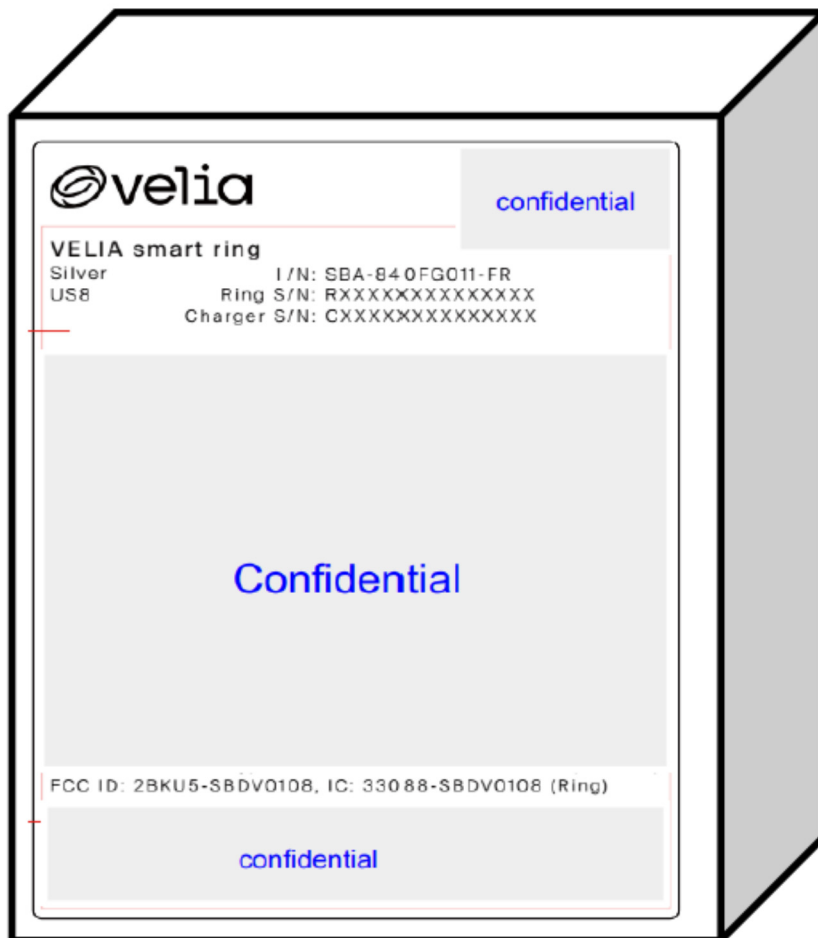 velia
confidential
VELIA smart ring
Silver
I/N: SBA-840FG011-FR
US8
Ring S/N: RXXXXXXXXXXXXXX
Charger S/N: CXXXXXXXXXXXXXX
Confidential
FCC ID: 2BKU5-SBDV0108, IC: 33088-SBDV0108 (Ring)
confidential